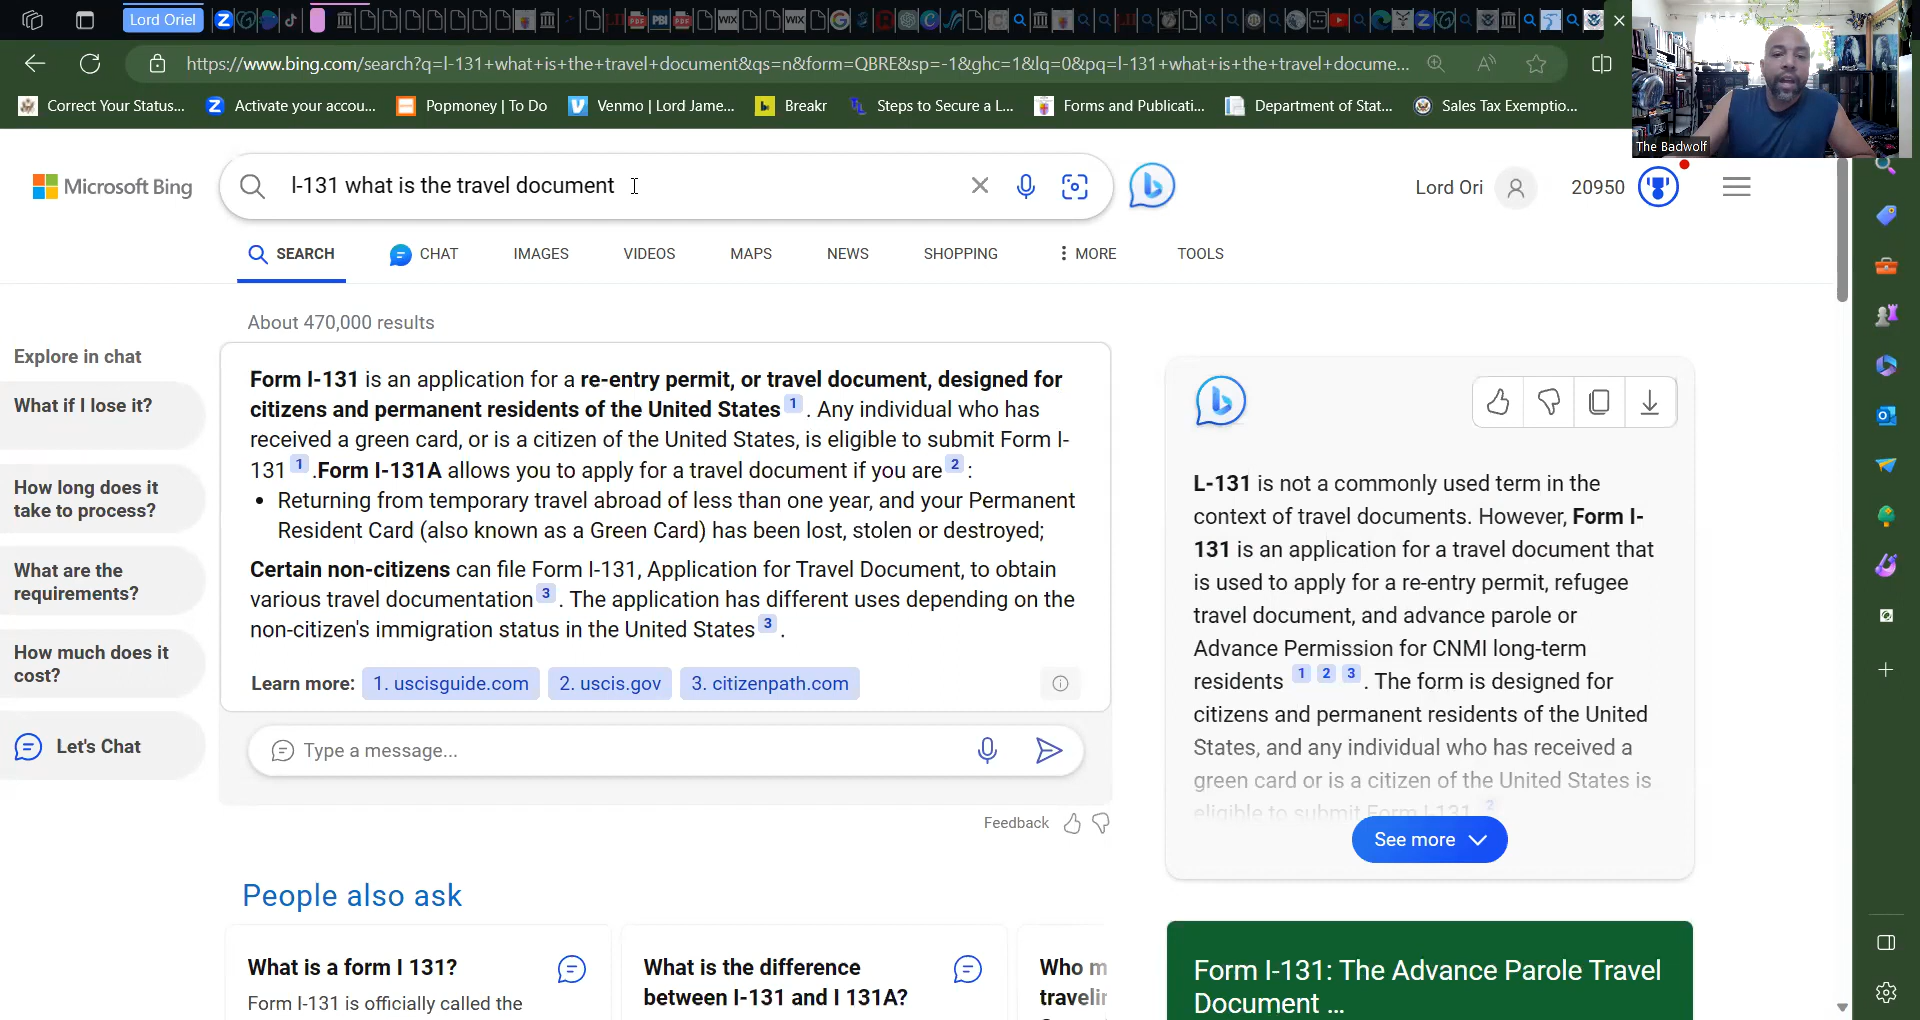 Lord Oriel
https://www.bing.com/search?q=l-131+what+is+the+travel+document&qs=n&form=QBRE&sp=-1&ghc=1&lq=0&pq=l-131+what+is+the+travel+docume...
Correct Your Status...
Activate your accou...
Popmoney | To Do
Venmo | Lord Jame...
Breakr
Steps to Secure a L...
Forms and Publicati...
Department of Stat...
Sales Tax Exemptio...
The Badwolf
Microsoft Bing
l-131 what is the travel document
Lord Ori
20950
SEARCH
CHAT
IMAGES
VIDEOS
MAPS
NEWS
SHOPPING
MORE
TOOLS
About 470,000 results
Explore in chat
What if I lose it?
How long does it
take to process?
What are the
requirements?
How much does it
cost?
Let's Chat
Form I-131 is an application for a re-entry permit, or travel document, designed for
citizens and permanent residents of the United States 1 . Any individual who has
received a green card, or is a citizen of the United States, is eligible to submit Form I-
131 1 .Form I-131A allows you to apply for a travel document if you are 2 :
• Returning from temporary travel abroad of less than one year, and your Permanent
Resident Card (also known as a Green Card) has been lost, stolen or destroyed;
Certain non-citizens can file Form I-131, Application for Travel Document, to obtain
various travel documentation 3 . The application has different uses depending on the
non-citizen's immigration status in the United States 3 .
Learn more: 1. uscisguide.com 2. uscis.gov 3. citizenpath.com
Type a message...
Feedback
People also ask
What is a form I 131?
Form I-131 is officially called the
What is the difference
between I-131 and I 131A?
Who m
travelin
L-131 is not a commonly used term in the
context of travel documents. However, Form I-
131 is an application for a travel document that
is used to apply for a re-entry permit, refugee
travel document, and advance parole or
Advance Permission for CNMI long-term
residents 1 2 3 . The form is designed for
citizens and permanent residents of the United
States, and any individual who has received a
green card or is a citizen of the United States is
eligible to submit Form I-131 2
See more
Form I-131: The Advance Parole Travel
Document ...